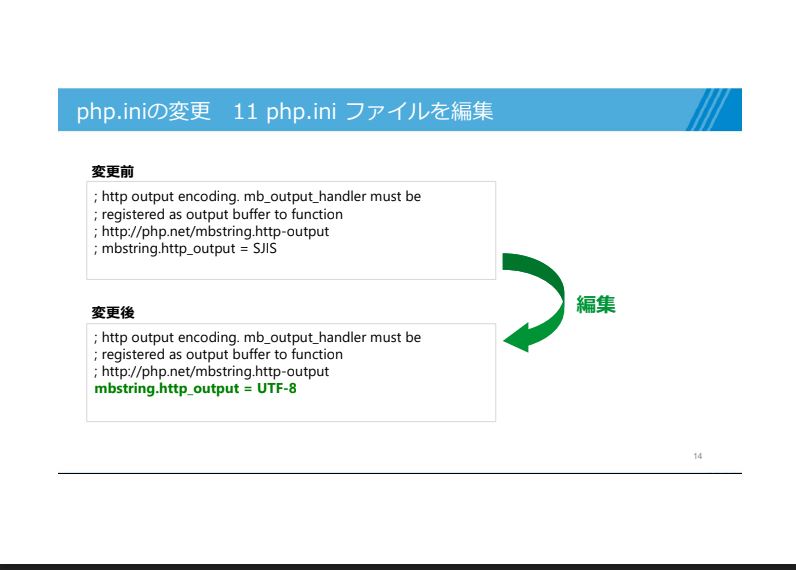 php.iniの変更　11 php.ini ファイルを編集
変更前
; http output encoding. mb_output_handler must be
; registered as output buffer to function
; http://php.net/mbstring.http-output
; mbstring.http_output = SJIS
編集
変更後
; http output encoding. mb_output_handler must be
; registered as output buffer to function
; http://php.net/mbstring.http-output
mbstring.http_output = UTF-8
14